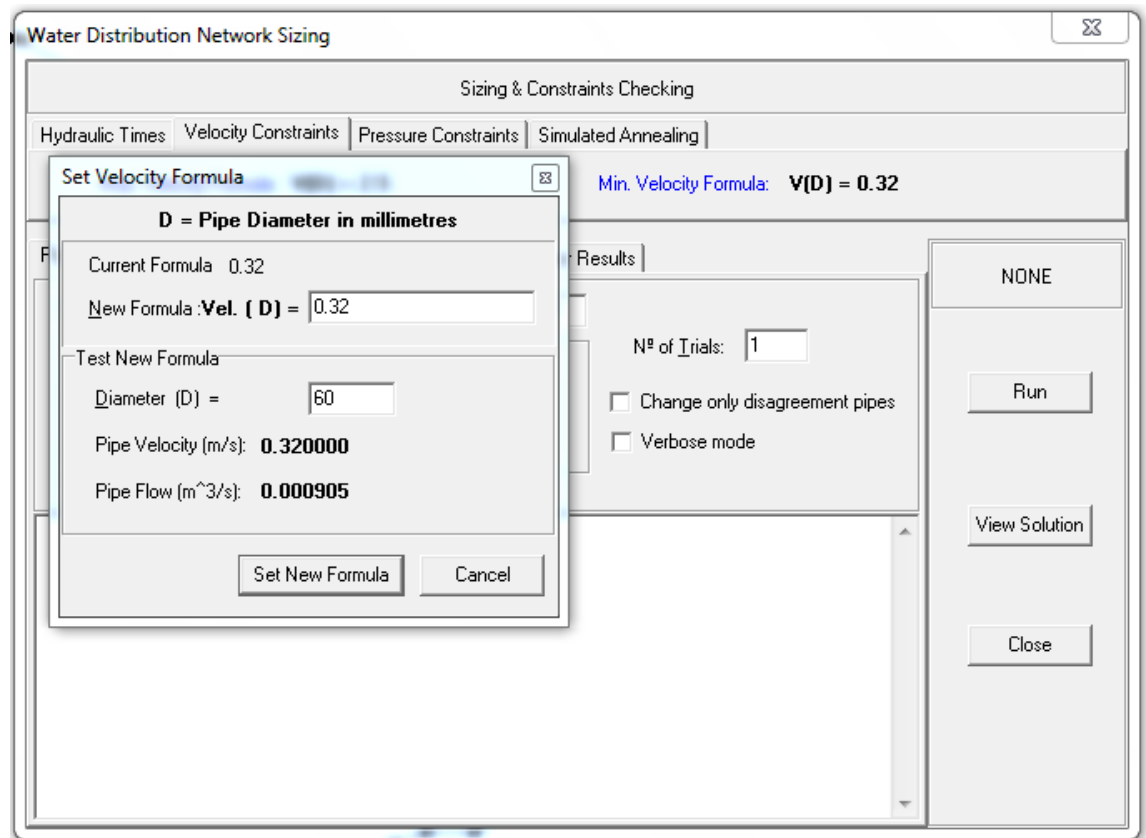 Water Distribution Network Sizing
Sizing & Constraints Checking
Hydraulic Times Velocity Constraints Pressure Constraints Simulated Annealing
Min. Velocity Formula: V(D) = 0.32
Set Velocity Formula
D = Pipe Diameter in millimetres
Current Formula 0.32
New Formula :Vel. ( D) = 0.32
Test New Formula
Diameter (D) = 60
Pipe Velocity (m/s): 0.320000
Pipe Flow (m^3/s): 0.000905
Set New Formula Cancel
Results
Nº of Trials: 1
Change only disagreement pipes
Verbose mode
NONE
Run
View Solution
Close